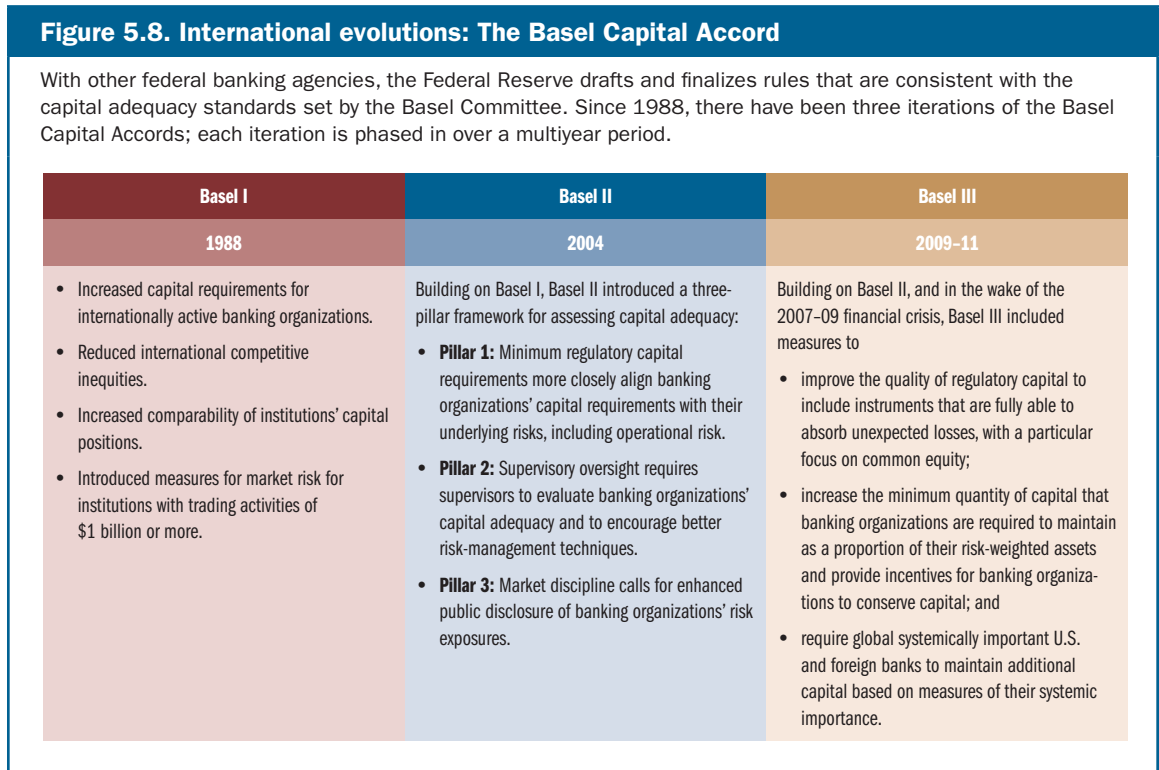 Figure 5.8. International evolutions: The Basel Capital Accord
With other federal banking agencies, the Federal Reserve drafts and finalizes rules that are consistent with the
capital adequacy standards set by the Basel Committee. Since 1988, there have been three iterations of the Basel
Capital Accords; each iteration is phased in over a multiyear period.
Basel I
1988
• Increased capital requirements for
internationally active banking organizations.
• Reduced international competitive
inequities.
• Increased comparability of institutions’ capital
positions.
• Introduced measures for market risk for
institutions with trading activities of
$1 billion or more.
Basel II
2004
Building on Basel I, Basel II introduced a three-
pillar framework for assessing capital adequacy:
• Pillar 1: Minimum regulatory capital
requirements more closely align banking
organizations’ capital requirements with their
underlying risks, including operational risk.
• Pillar 2: Supervisory oversight requires
supervisors to evaluate banking organizations’
capital adequacy and to encourage better
risk-management techniques.
• Pillar 3: Market discipline calls for enhanced
public disclosure of banking organizations’ risk
exposures.
Basel III
2009–11
Building on Basel II, and in the wake of the
2007–09 financial crisis, Basel III included
measures to
• improve the quality of regulatory capital to
include instruments that are fully able to
absorb unexpected losses, with a particular
focus on common equity;
• increase the minimum quantity of capital that
banking organizations are required to maintain
as a proportion of their risk-weighted assets
and provide incentives for banking organiza-
tions to conserve capital; and
• require global systemically important U.S.
and foreign banks to maintain additional
capital based on measures of their systemic
importance.